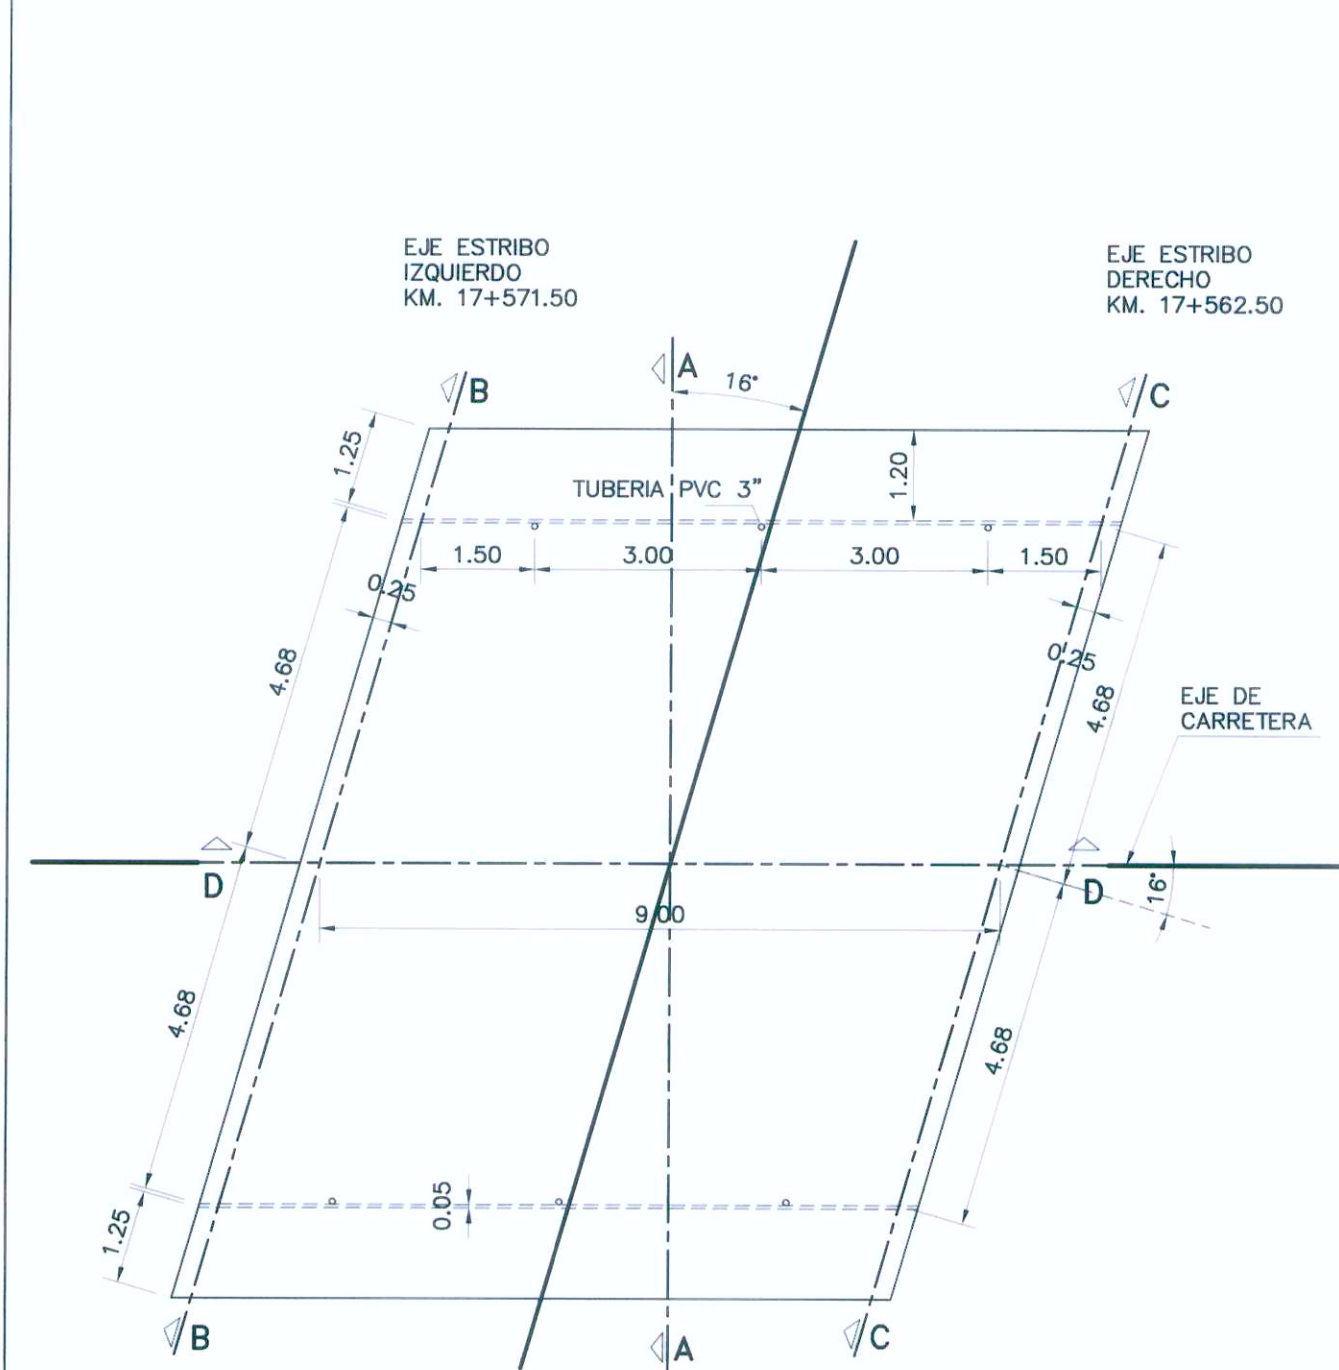 EJE ESTRIBO
IZQUIERDO
KM. 17+571.50
EJE ESTRIBO
DERECHO
KM. 17+562.50
A
16°
B
C
1.25
1.20
TUBERIA PVC 3"
1.50
3.00
3.00
1.50
0.25
0.25
4.68
4.68
EJE DE
CARRETERA
D
D
16°
9.00
4.68
4.68
0.05
1.25
B
A
C